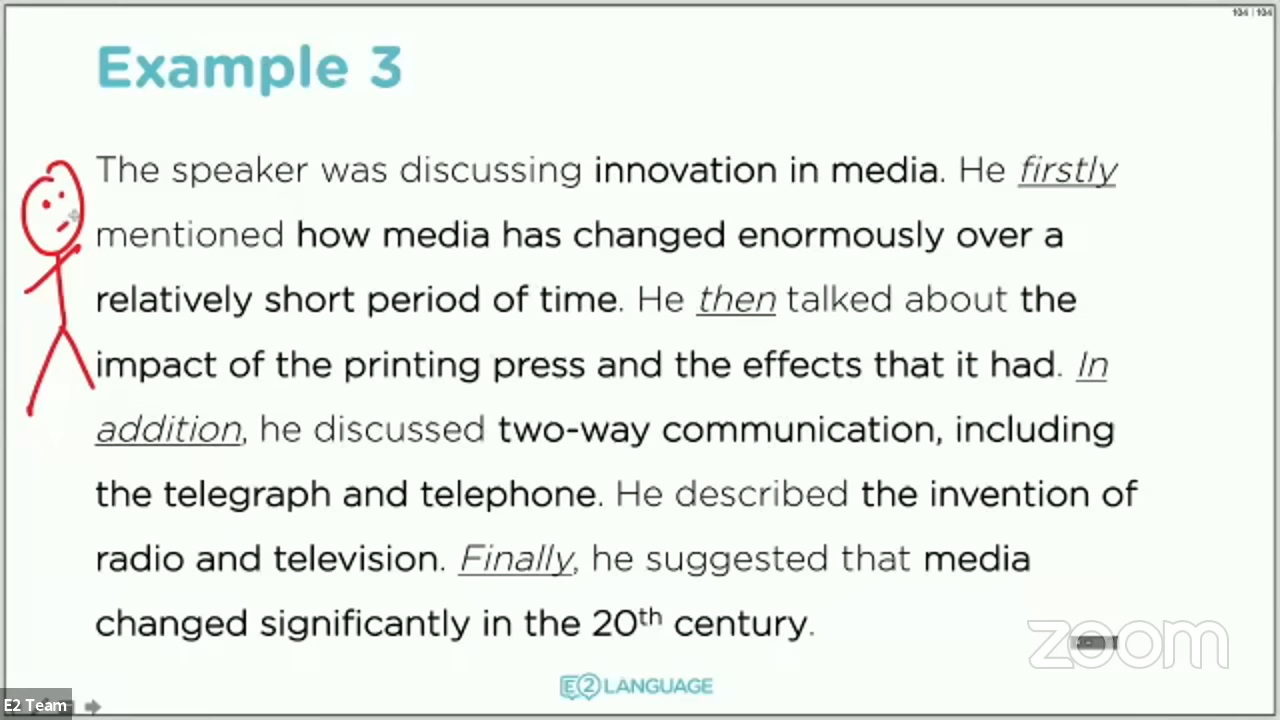 104 | 104
Example 3
The speaker was discussing innovation in media. He firstly
mentioned how media has changed enormously over a
relatively short period of time. He then talked about the
impact of the printing press and the effects that it had. In
addition, he discussed two-way communication, including
the telegraph and telephone. He described the invention of
radio and television. Finally, he suggested that media
changed significantly in the 20th century.
zoom
E2 LANGUAGE
E2 Team